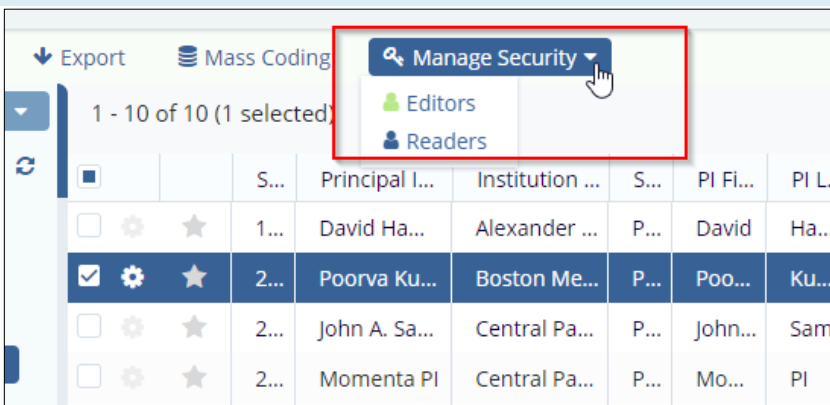 Export Mass Coding Manage Security
1 - 10 of 10 (1 selected)
Editors
Readers
S... Principal I... Institution ... S... PI Fi... PI L.
1... David Ha... Alexander ... P... David Ha...
2... Poorva Ku... Boston Me... P... Poo... Ku...
2... John A. Sa... Central Pa... P... John... Sam
2... Momenta PI Central Pa... P... Mo... PI